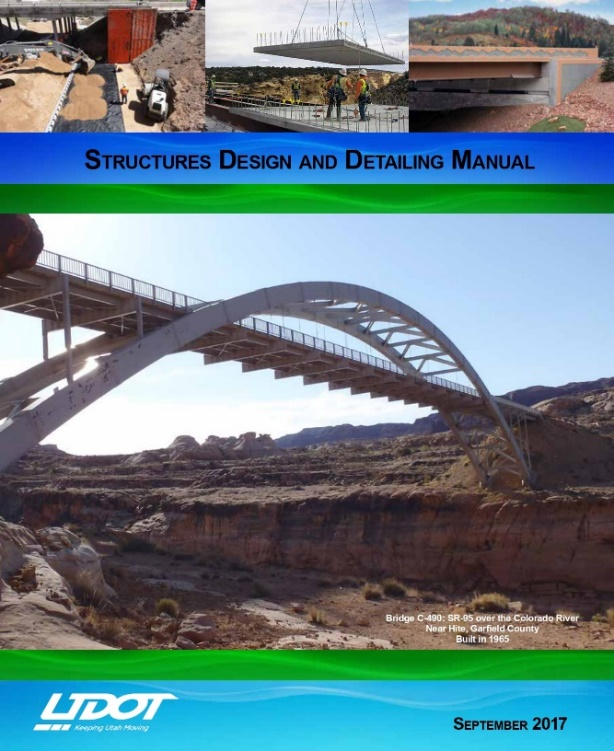 STRUCTURES DESIGN AND DETAILING MANUAL
Bridge C-490: SR-95 over the Colorado River
Near Hite, Garfield County
Built in 1965
UDOT
Keeping Utah Moving
SEPTEMBER 2017